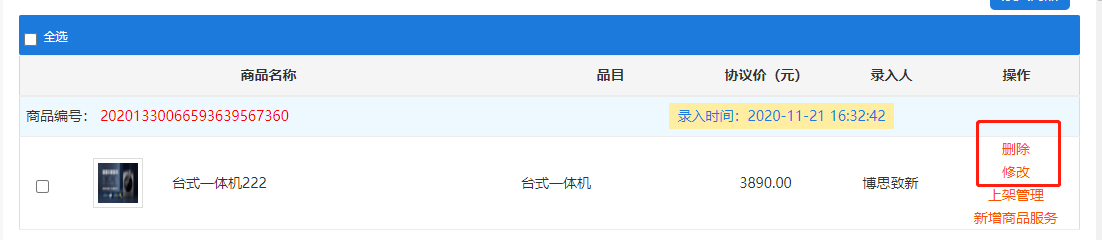 全选
商品名称 品目 协议价（元） 录入人 操作
商品编号： 20201330066593639567360 录入时间：2020-11-21 16:32:42
台式一体机222 台式一体机 3890.00 博思致新
删除
修改
上架管理
新增商品服务